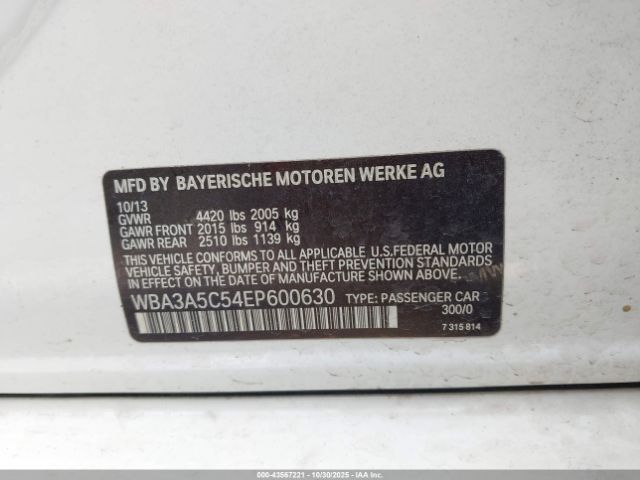 MFD BY BAYERISCHE MOTOREN WERKE AG
10/13
GVWR 4420 lbs 2005 kg
GAWR FRONT 2015 lbs 914 kg
GAWR REAR 2510 lbs 1139 kg
THIS VEHICLE CONFORMS TO ALL APPLICABLE U.S.FEDERAL MOTOR
VEHICLE SAFETY, BUMPER AND THEFT PREVENTION STANDARDS
IN EFFECT ON THE DATE OF MANUFACTURE SHOWN ABOVE.
WBA3A5C54EP600630 TYPE: PASSENGER CAR
300/0
7 315 814
000-43567221 - 10/30/2025 - IAAI.COM